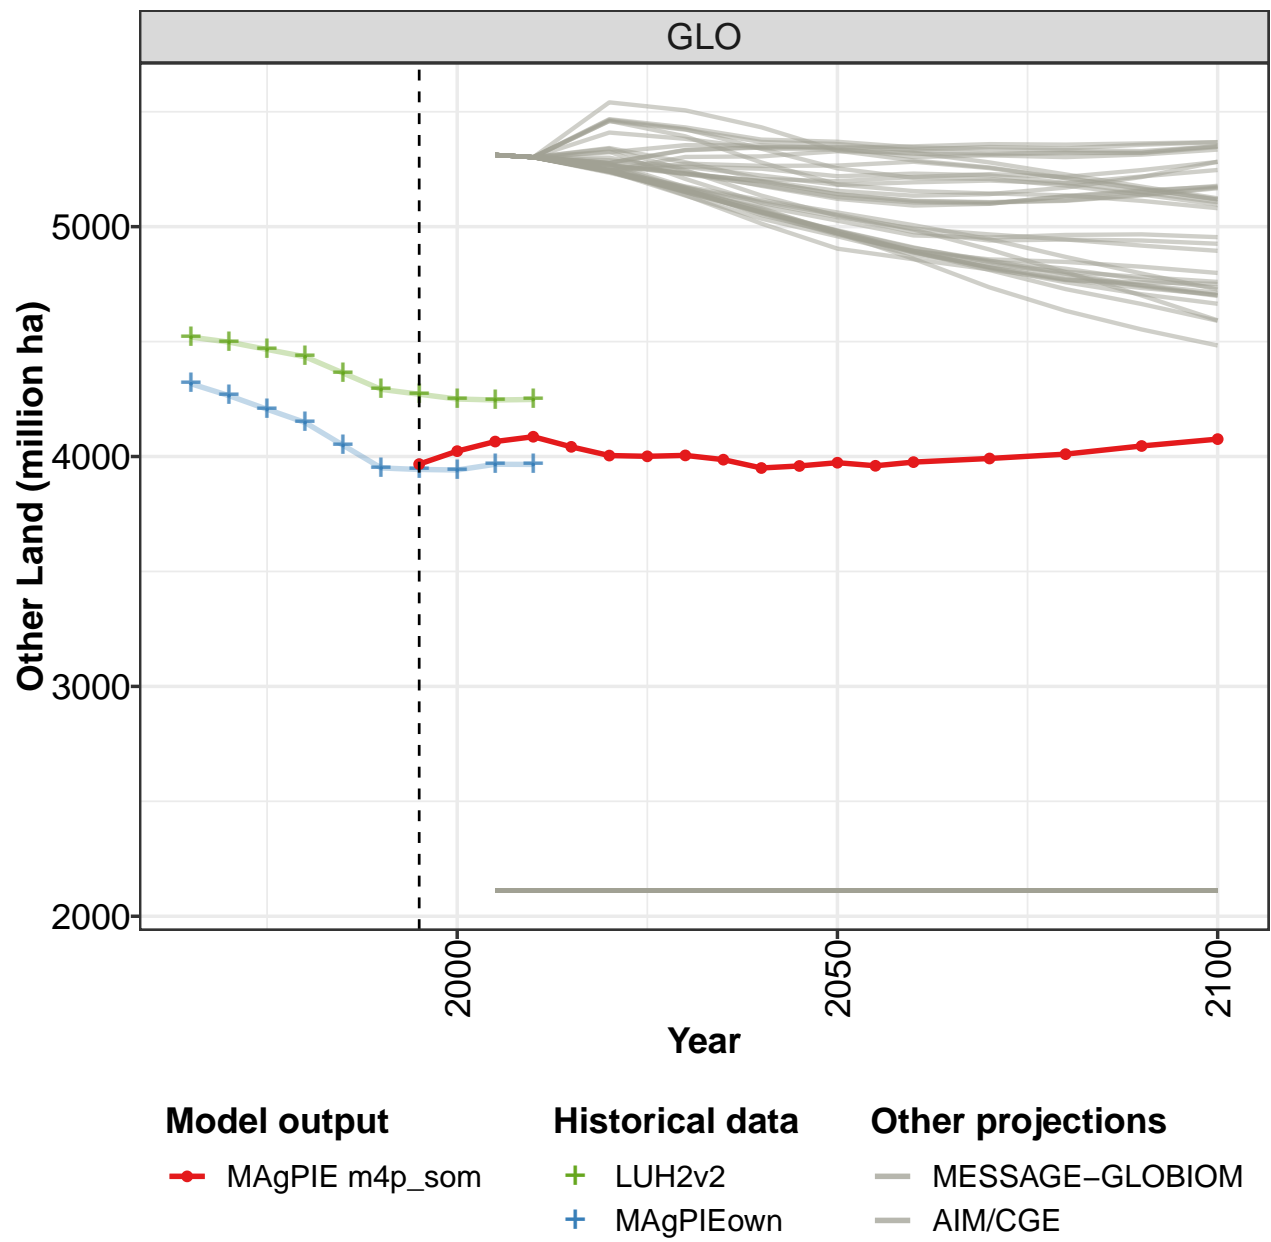 GLO
Other Land (million ha)
5000
4000
3000
2000
2000
2050
2100
Year
Model output
MAgPIE m4p_som
Historical data
LUH2v2
MAgPIEown
Other projections
MESSAGE−GLOBIOM
AIM/CGE